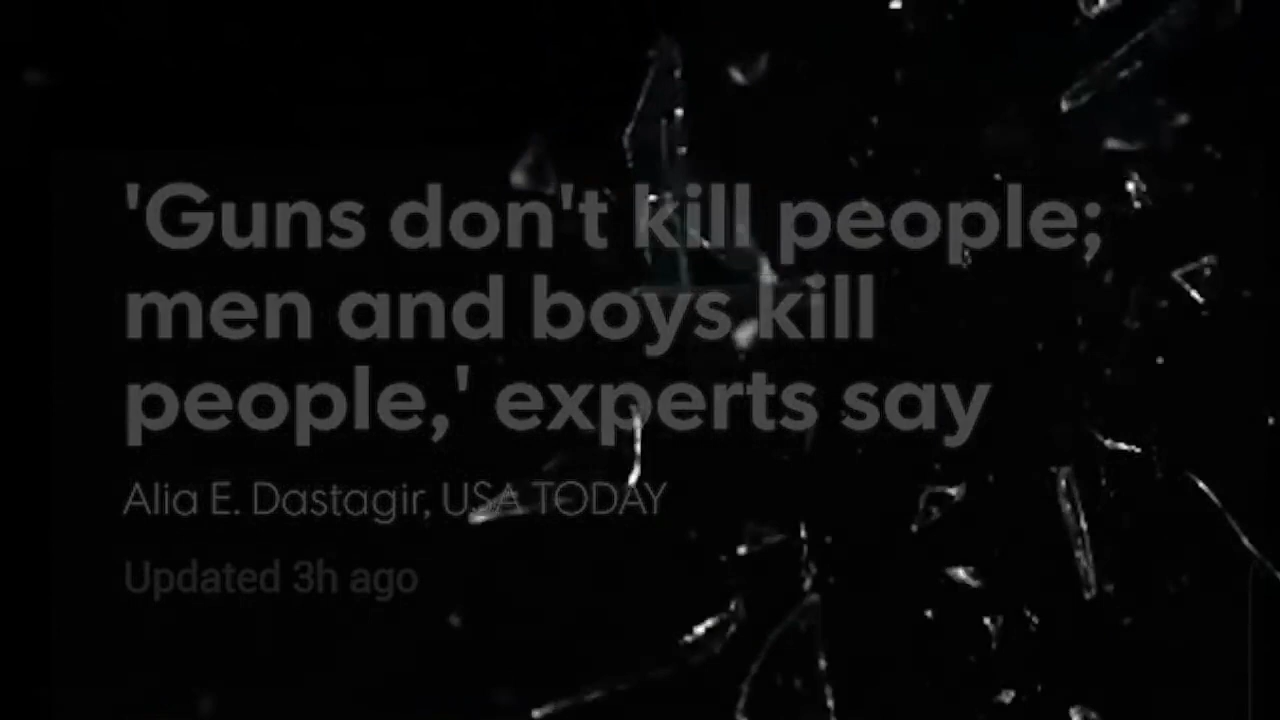 'Guns don't kill people;
men and boys kill
people,' experts say
Alia E. Dastagir, USA TODAY
Updated 3h ago